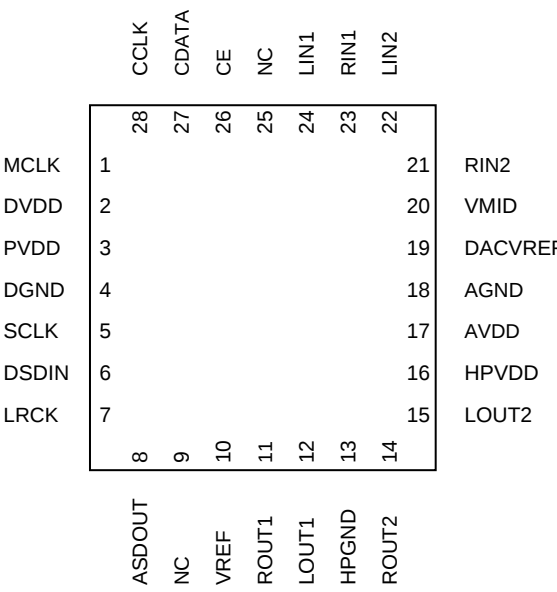 CCLK
CDATA
CE
NC
LIN1
RIN1
LIN2
28
27
26
25
24
23
22
MCLK 1
21 RIN2
DVDD 2
20 VMID
PVDD 3
19 DACVREF
DGND 4
18 AGND
SCLK 5
17 AVDD
DSDIN 6
16 HPVDD
LRCK 7
15 LOUT2
8
9
10
11
12
13
14
ASDOUT
NC
VREF
ROUT1
LOUT1
HPGND
ROUT2